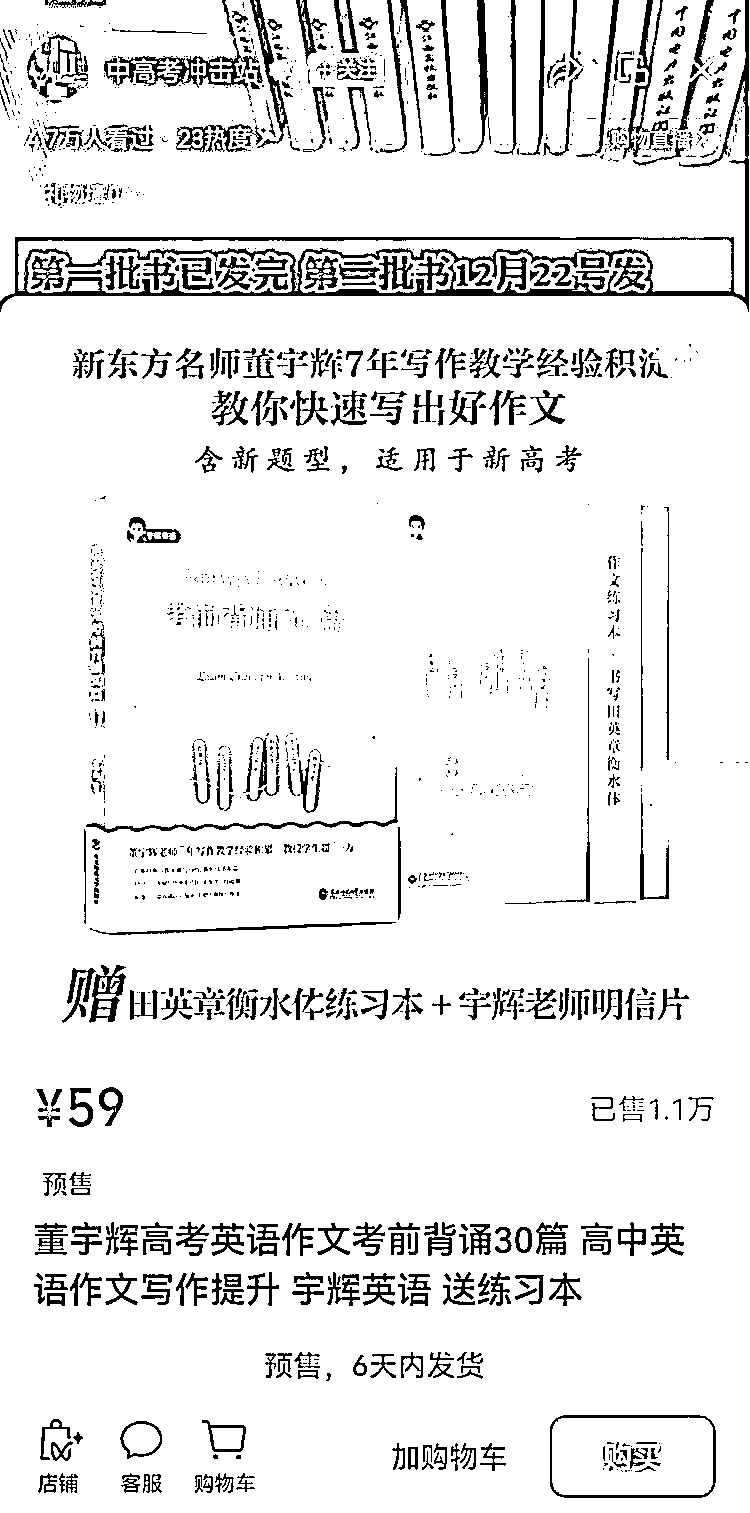 中高考冲击站
关注
4.7万人看过
23热度
购物直播
第一批书已发完 第二批书12月22号发
新东方名师董宇辉7年写作教学经验积淀
教你快速写出好作文
含新题型，适用于新高考
作文练习本
书写田英章衡水体
赠田英章衡水体练习本+宇辉老师明信片
¥59
已售1.1万
预售
董宇辉高考英语作文考前背诵30篇 高中英
语作文写作提升 宇辉英语 送练习本
预售，6天内发货
店铺
客服
购物车
加购物车
购买